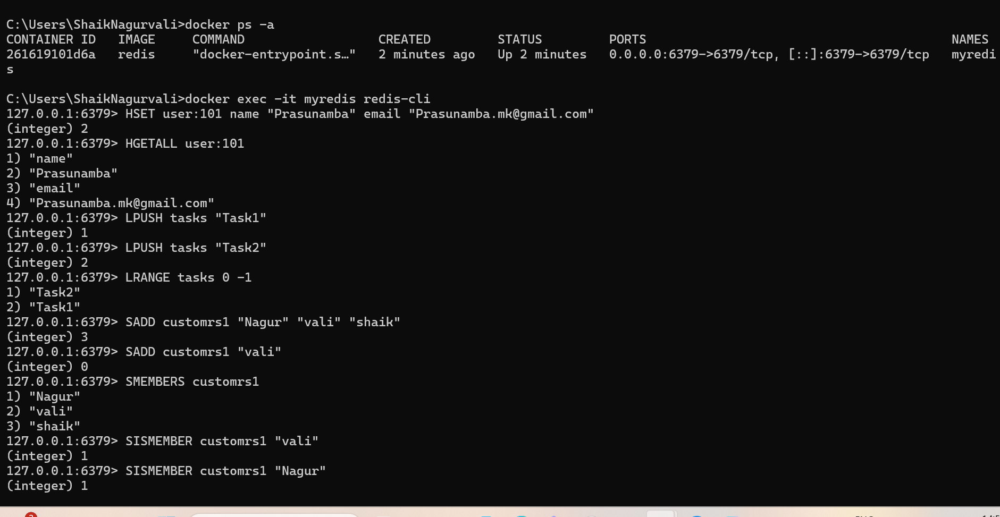 C:\Users\ShaikNagurvali>docker ps -a
CONTAINER ID   IMAGE     COMMAND                  CREATED         STATUS         PORTS                                         NAMES
261619101d6a   redis     "docker-entrypoint.s…"   2 minutes ago   Up 2 minutes   0.0.0.0:6379->6379/tcp, [::]:6379->6379/tcp   myredi
s
C:\Users\ShaikNagurvali>docker exec -it myredis redis-cli
127.0.0.1:6379> HSET user:101 name "Prasunamba" email "Prasunamba.mk@gmail.com"
(integer) 2
127.0.0.1:6379> HGETALL user:101
1) "name"
2) "Prasunamba"
3) "email"
4) "Prasunamba.mk@gmail.com"
127.0.0.1:6379> LPUSH tasks "Task1"
(integer) 1
127.0.0.1:6379> LPUSH tasks "Task2"
(integer) 2
127.0.0.1:6379> LRANGE tasks 0 -1
1) "Task2"
2) "Task1"
127.0.0.1:6379> SADD customrs1 "Nagur" "vali" "shaik"
(integer) 3
127.0.0.1:6379> SADD customrs1 "vali"
(integer) 0
127.0.0.1:6379> SMEMBERS customrs1
1) "Nagur"
2) "vali"
3) "shaik"
127.0.0.1:6379> SISMEMBER customrs1 "vali"
(integer) 1
127.0.0.1:6379> SISMEMBER customrs1 "Nagur"
(integer) 1